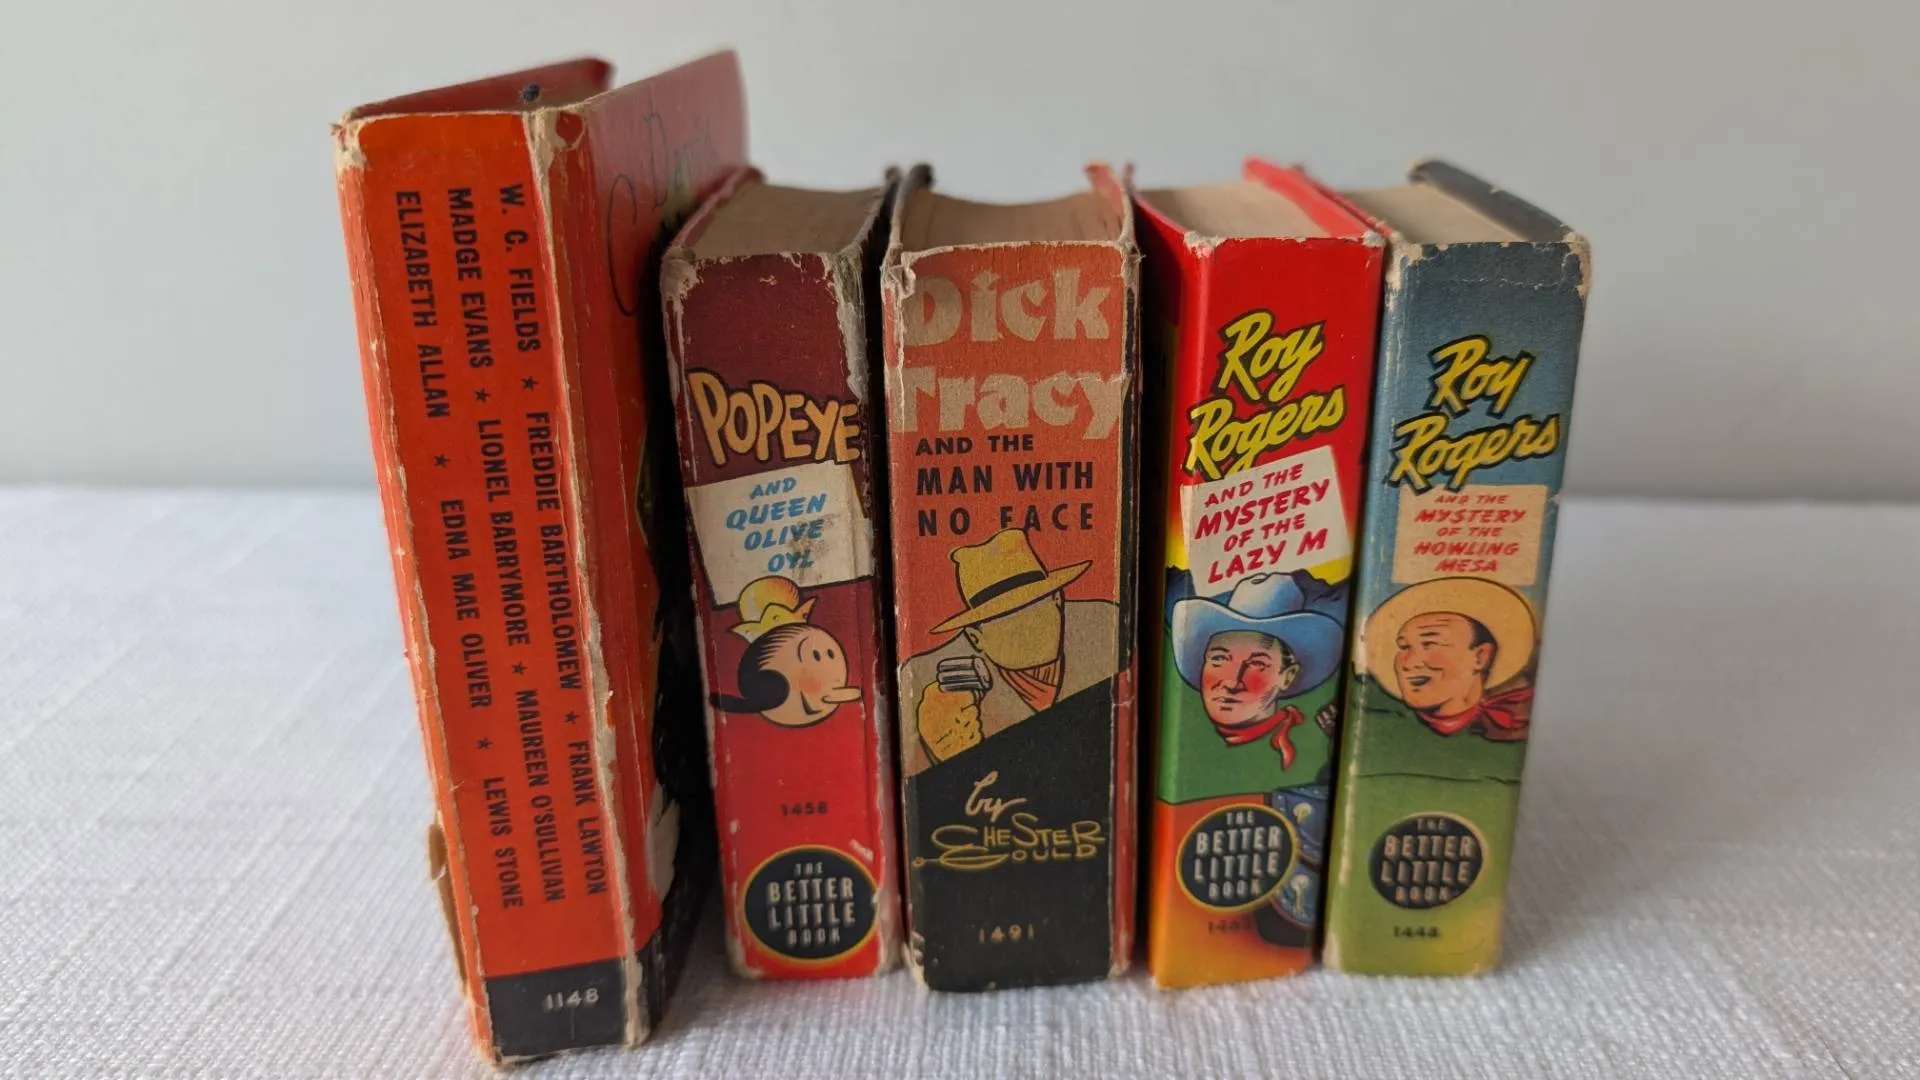 W. C. FIELDS ★ FREDDIE BARTHOLOMEW ★ FRANK LAWTON
MADGE EVANS ★ LIONEL BARRYMORE ★ MAUREEN O'SULLIVAN
ELIZABETH ALLAN ★ EDNA MAE OLIVER ★ LEWIS STONE
1148
POPEYE
AND
QUEEN
OLIVE
OYL
1458
THE
BETTER
LITTLE
BOOK
Dick
Tracy
AND THE
MAN WITH
NO FACE
by
CHESTER
GOULD
1491
Roy
Rogers
AND THE
MYSTERY
OF THE
LAZY M
THE
BETTER
LITTLE
BOOK
Roy
Rogers
AND THE
MYSTERY
OF THE
HOWLING
MESA
THE
BETTER
LITTLE
BOOK